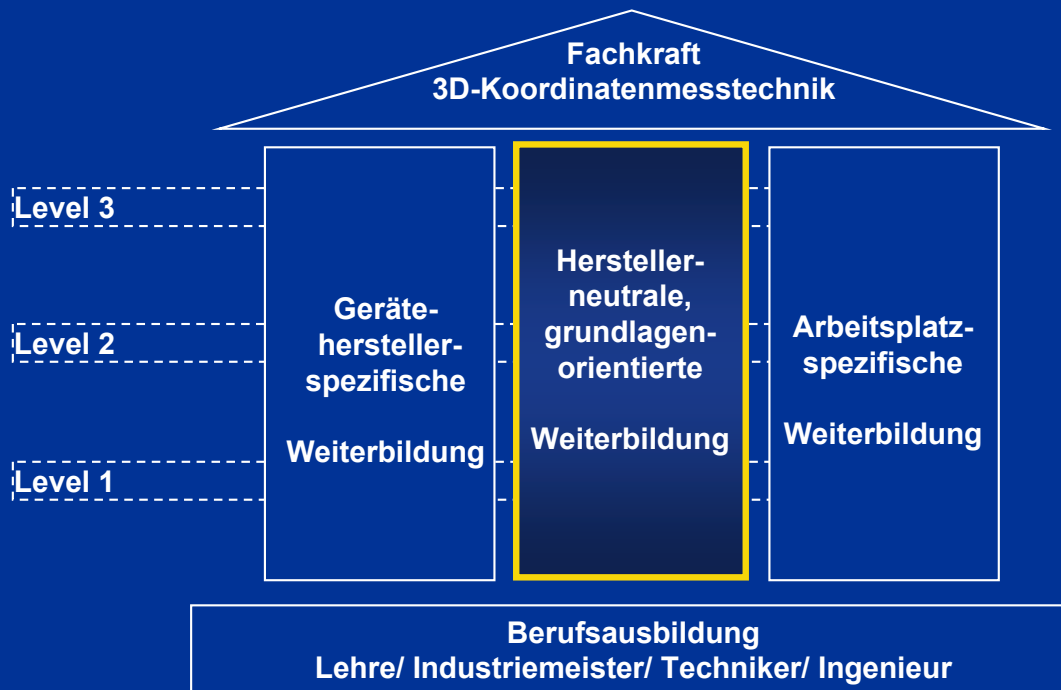 Fachkraft
3D-Koordinatenmesstechnik
Level 3
Level 2
Level 1
Geräte-
hersteller-
spezifische
Weiterbildung
Hersteller-
neutrale,
grundlagen-
orientierte
Weiterbildung
Arbeitsplatz-
spezifische
Weiterbildung
Berufsausbildung
Lehre/ Industriemeister/ Techniker/ Ingenieur